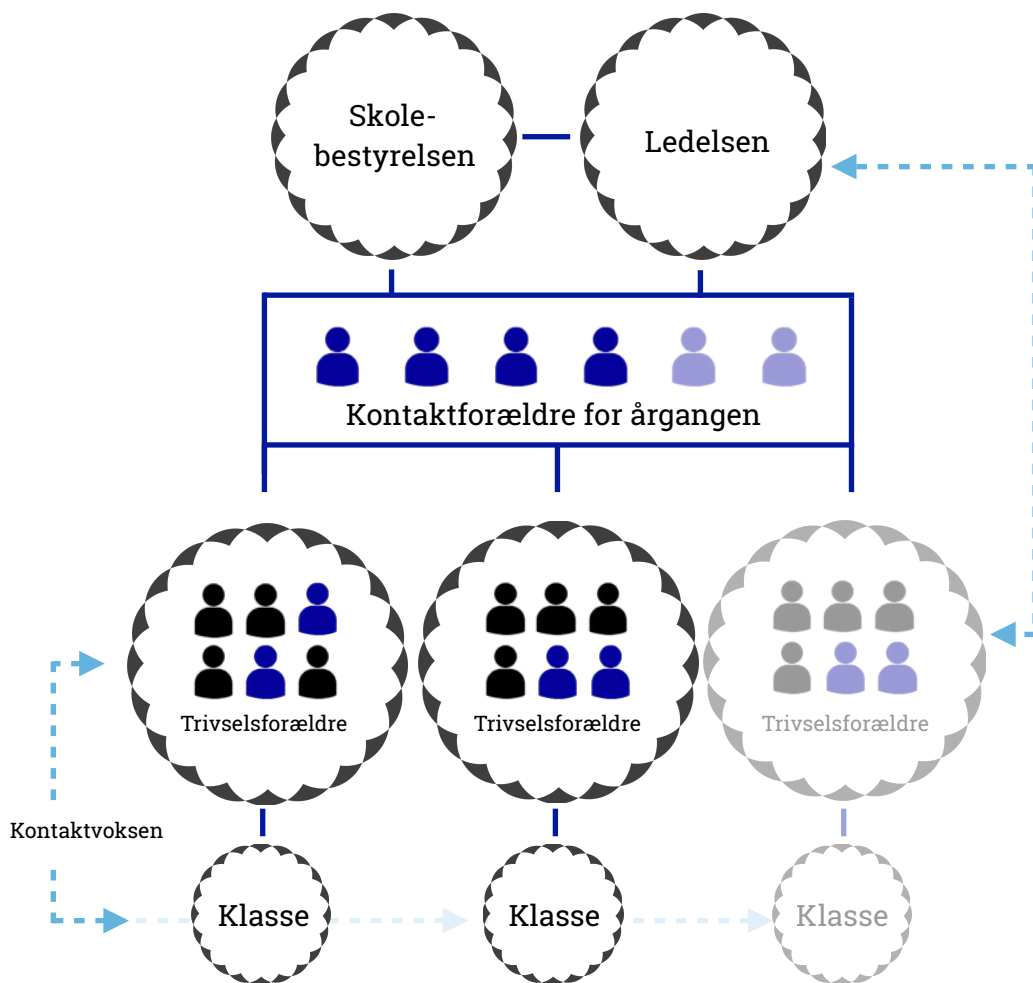 Skole-
bestyrelsen
Ledelsen
Kontaktforældre for årgangen
Trivselsforældre
Trivselsforældre
Trivselsforældre
Kontaktvoksen
Klasse
Klasse
Klasse